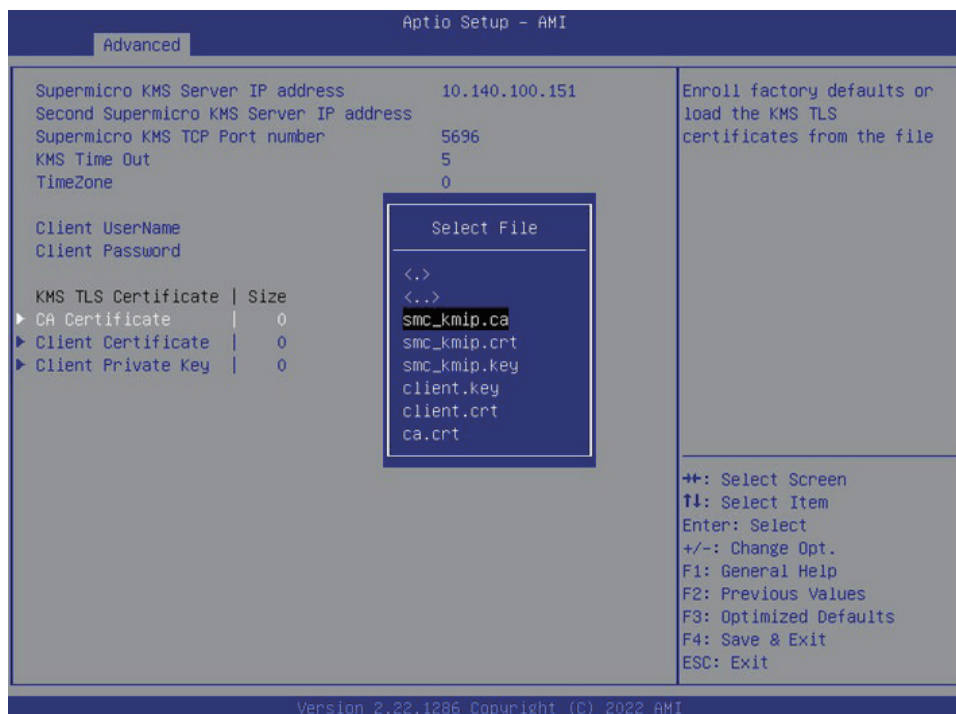 Aptio Setup – AMI
Advanced
Supermicro KMS Server IP address 10.140.100.151
Second Supermicro KMS Server IP address
Supermicro KMS TCP Port number 5696
KMS Time Out 5
TimeZone 0
Client UserName
Client Password
KMS TLS Certificate | Size
CA Certificate | 0
Client Certificate | 0
Client Private Key | 0
Select File
<.>
<..>
smc_kmip.ca
smc_kmip.crt
smc_kmip.key
client.key
client.crt
ca.crt
Enroll factory defaults or
load the KMS TLS
certificates from the file
→←: Select Screen
↑↓: Select Item
Enter: Select
+/-: Change Opt.
F1: General Help
F2: Previous Values
F3: Optimized Defaults
F4: Save & Exit
ESC: Exit
Version 2.22.1286 Copyright (C) 2022 AMI